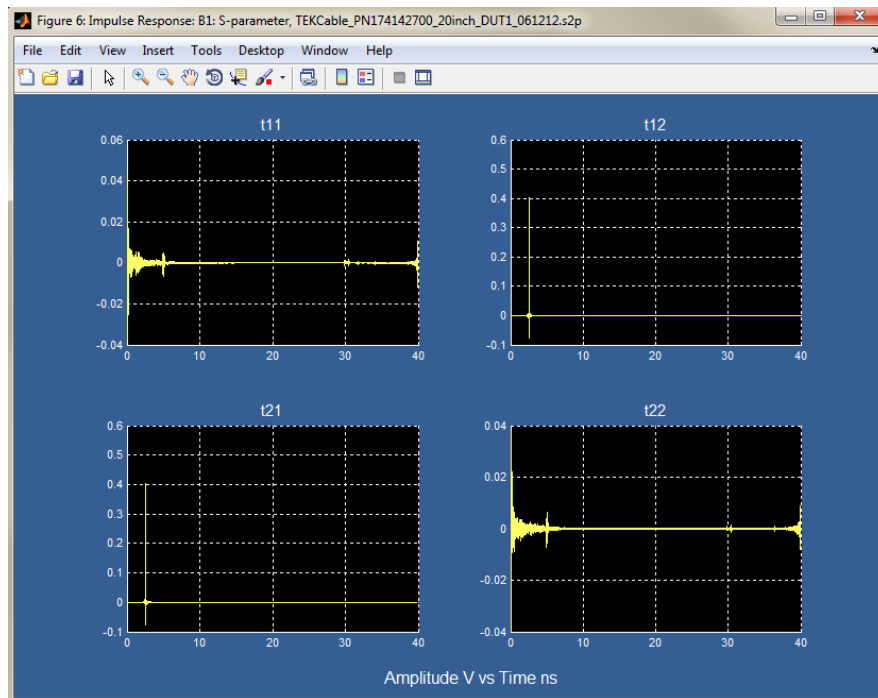 Figure 6: Impulse Response: B1: S-parameter, TEKCable_PN174142700_20inch_DUT1_061212.s2p
File Edit View Insert Tools Desktop Window Help
t11
0.06
0.04
0.02
0
-0.02
-0.04
0 10 20 30 40
t12
0.6
0.5
0.4
0.3
0.2
0.1
0
-0.1
0 10 20 30 40
t21
0.6
0.5
0.4
0.3
0.2
0.1
0
-0.1
0 10 20 30 40
t22
0.04
0.02
0
-0.02
-0.04
0 10 20 30 40
Amplitude V vs Time ns